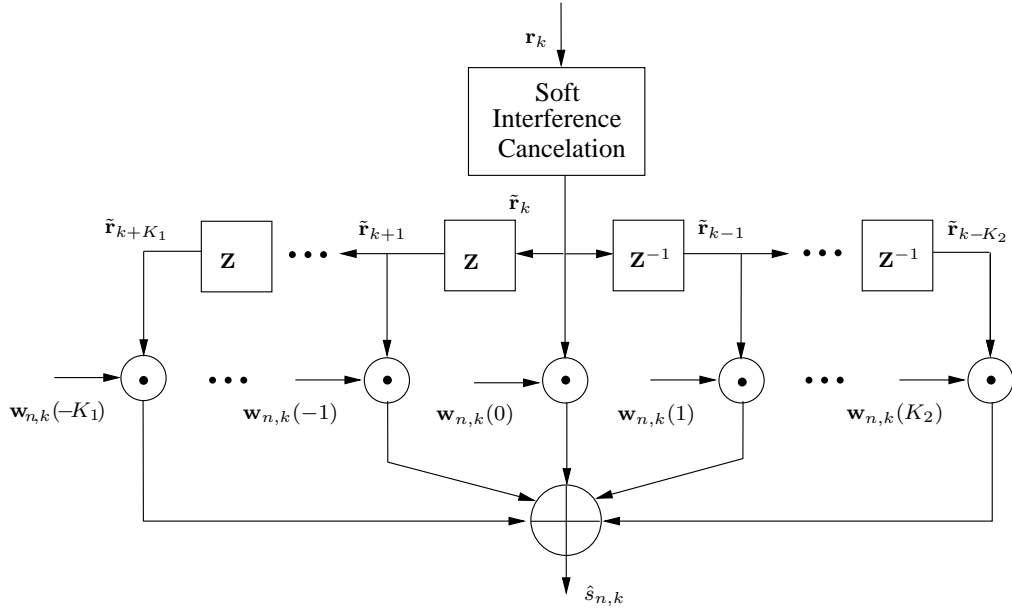 r_k
Soft
Interference
Cancelation
r̃_k
r̃_{k+K_1}
r̃_{k+1}
r̃_{k−1}
r̃_{k−K_2}
z
•••
z
z^{−1}
•••
z^{−1}
•••
•••
w_{n,k}(−K_1)
w_{n,k}(−1)
w_{n,k}(0)
w_{n,k}(1)
w_{n,k}(K_2)
ŝ_{n,k}